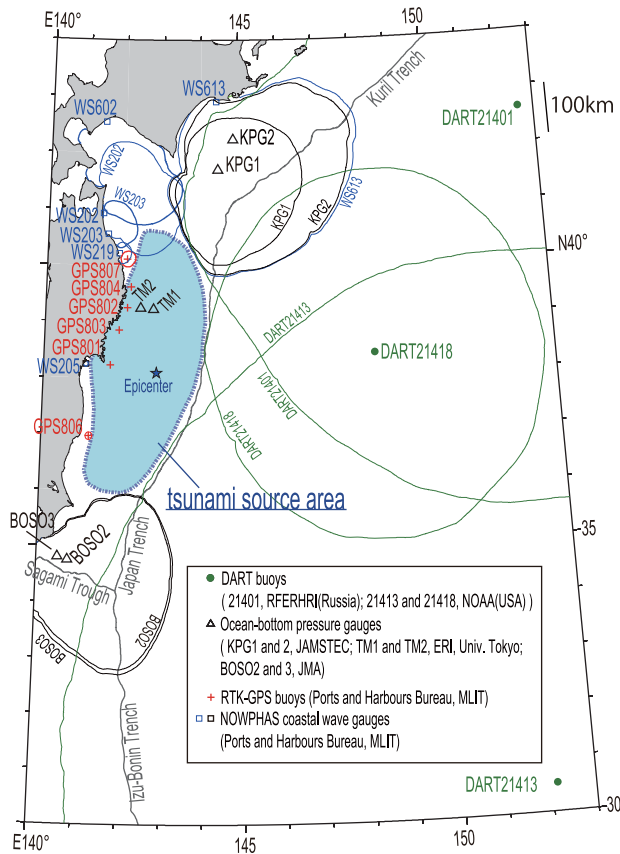 E140°
145
150
WS613
Kuril Trench
DART21401
100km
WS602
KPG2
KPG1
WS202
WS203
KPG1
KPG2
WS613
WS202
WS203
WS219
N40°
GPS807
GPS804
TM2
GPS802
TM1
GPS803
DART21413
GPS801
DART21418
WS205
Epicenter
DART21401
DART21418
GPS806
tsunami source area
35
BOSO3
BOSO2
Japan Trench
Sagami Trough
BOSO2
BOSO3
DART buoys
( 21401, RFERHRI(Russia); 21413 and 21418, NOAA(USA) )
Ocean-bottom pressure gauges
( KPG1 and 2, JAMSTEC; TM1 and TM2, ERI, Univ. Tokyo;
BOSO2 and 3, JMA)
RTK-GPS buoys (Ports and Harbours Bureau, MLIT)
NOWPHAS coastal wave gauges
(Ports and Harbours Bureau, MLIT)
Izu-Bonin Trench
DART21413
30
E140°
145
150